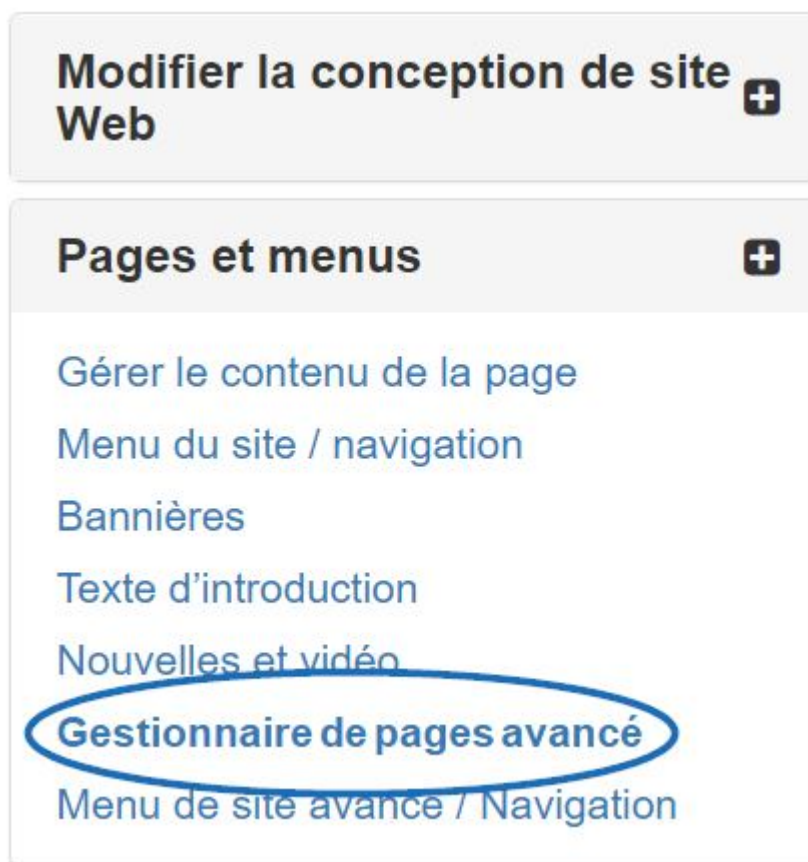 Modifier la conception de site
Web
Pages et menus
Gérer le contenu de la page
Menu du site / navigation
Bannières
Texte d’introduction
Nouvelles et vidéo
Gestionnaire de pages avancé
Menu de site avancé / Navigation